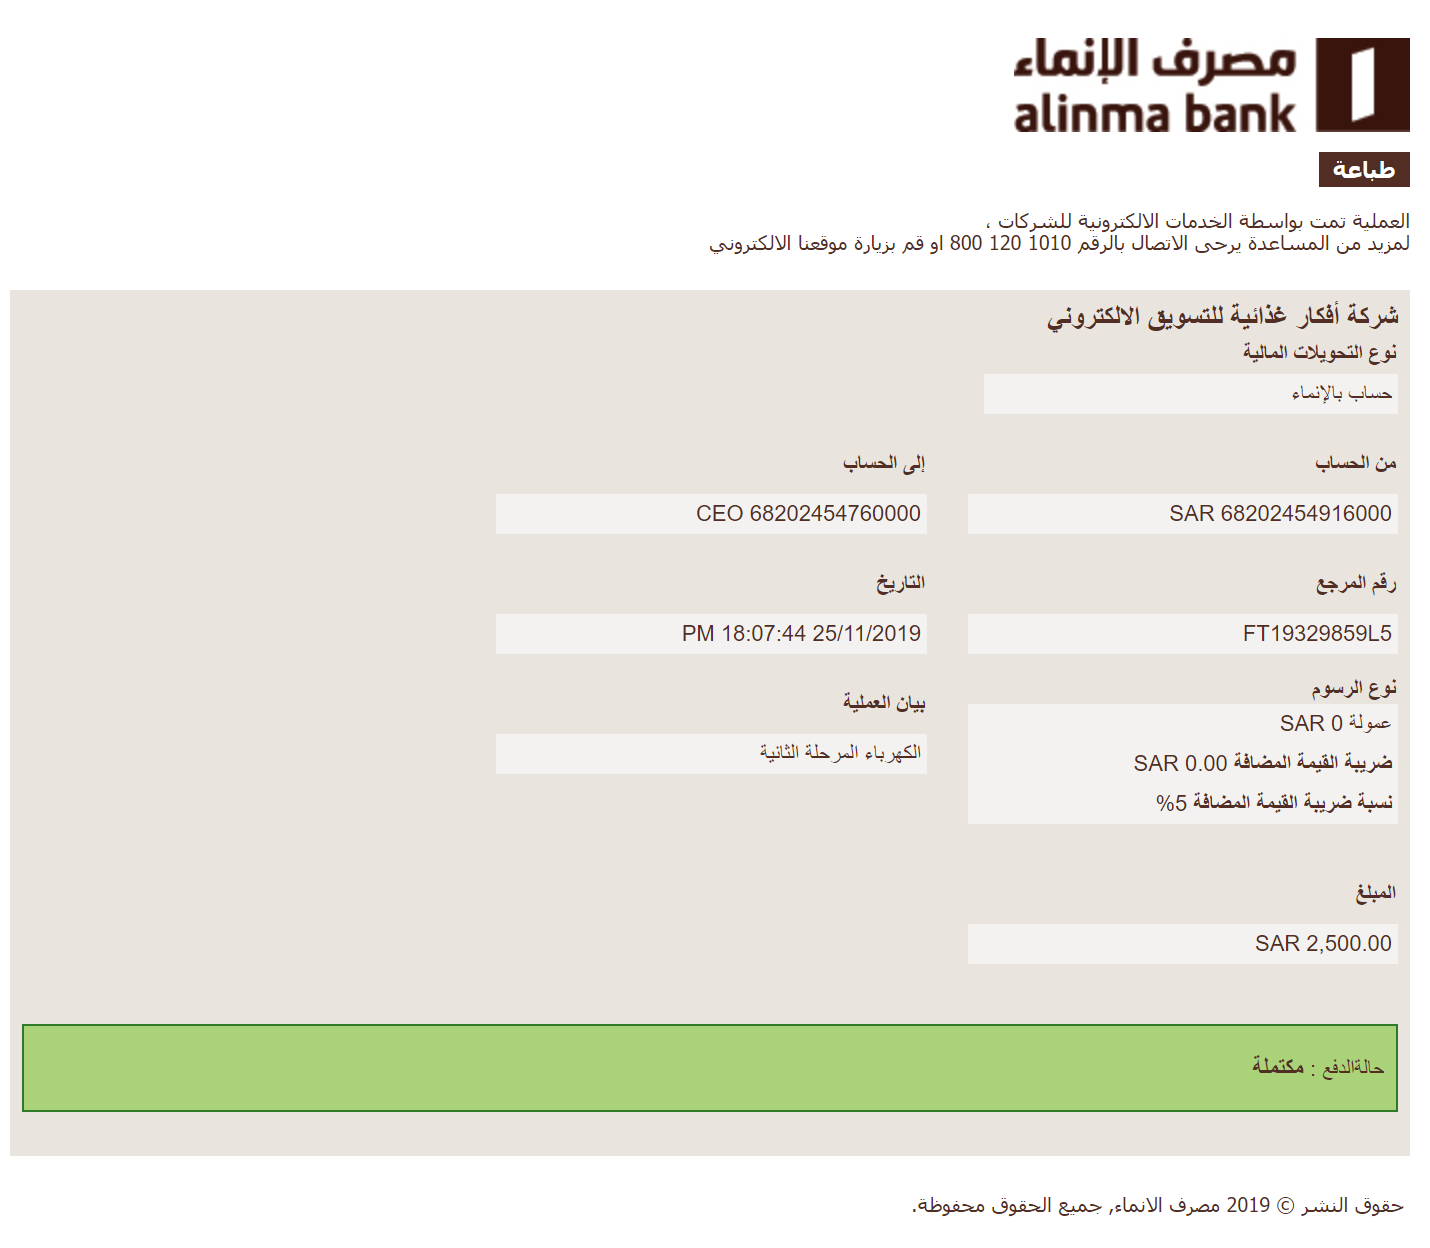 مصرف الإنماء
alinma bank
طباعة
العملية تمت بواسطة الخدمات الالكترونية للشركات ،
لمزيد من المساعدة يرجى الاتصال بالرقم 1010 120 800 او قم بزيارة موقعنا الالكتروني
شركة أفكار غذائية للتسويق الالكتروني
نوع التحويلات المالية
حساب بالإنماء
من الحساب
SAR 68202454916000
إلى الحساب
CEO 68202454760000
رقم المرجع
FT19329859L5
التاريخ
PM 18:07:44 25/11/2019
نوع الرسوم
عمولة SAR 0
ضريبة القيمة المضافة SAR 0.00
نسبة ضريبة القيمة المضافة 5%
بيان العملية
الكهرباء المرحلة الثانية
المبلغ
SAR 2,500.00
حالةالدفع : مكتملة
حقوق النشر © 2019 مصرف الانماء, جميع الحقوق محفوظة.